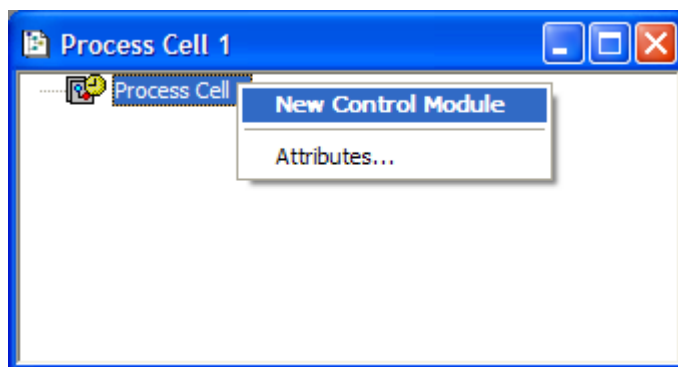 Process Cell 1
Process Cell
New Control Module
Attributes...